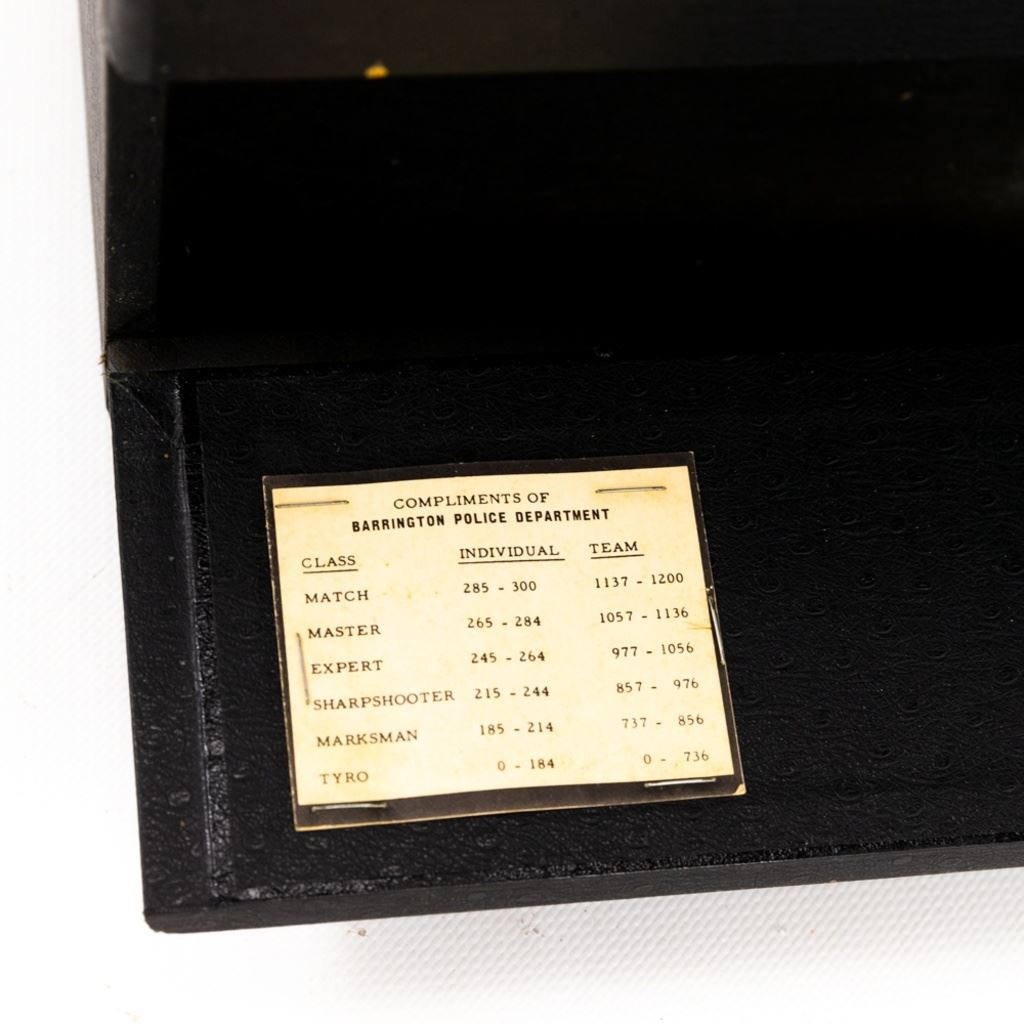 COMPLIMENTS OF
BARRINGTON POLICE DEPARTMENT
CLASS INDIVIDUAL TEAM
MATCH 285 - 300 1137 - 1200
MASTER 265 - 284 1057 - 1136
EXPERT 245 - 264 977 - 1056
SHARPSHOOTER 215 - 244 857 - 976
MARKSMAN 185 - 214 737 - 856
TYRO 0 - 184 0 - 736